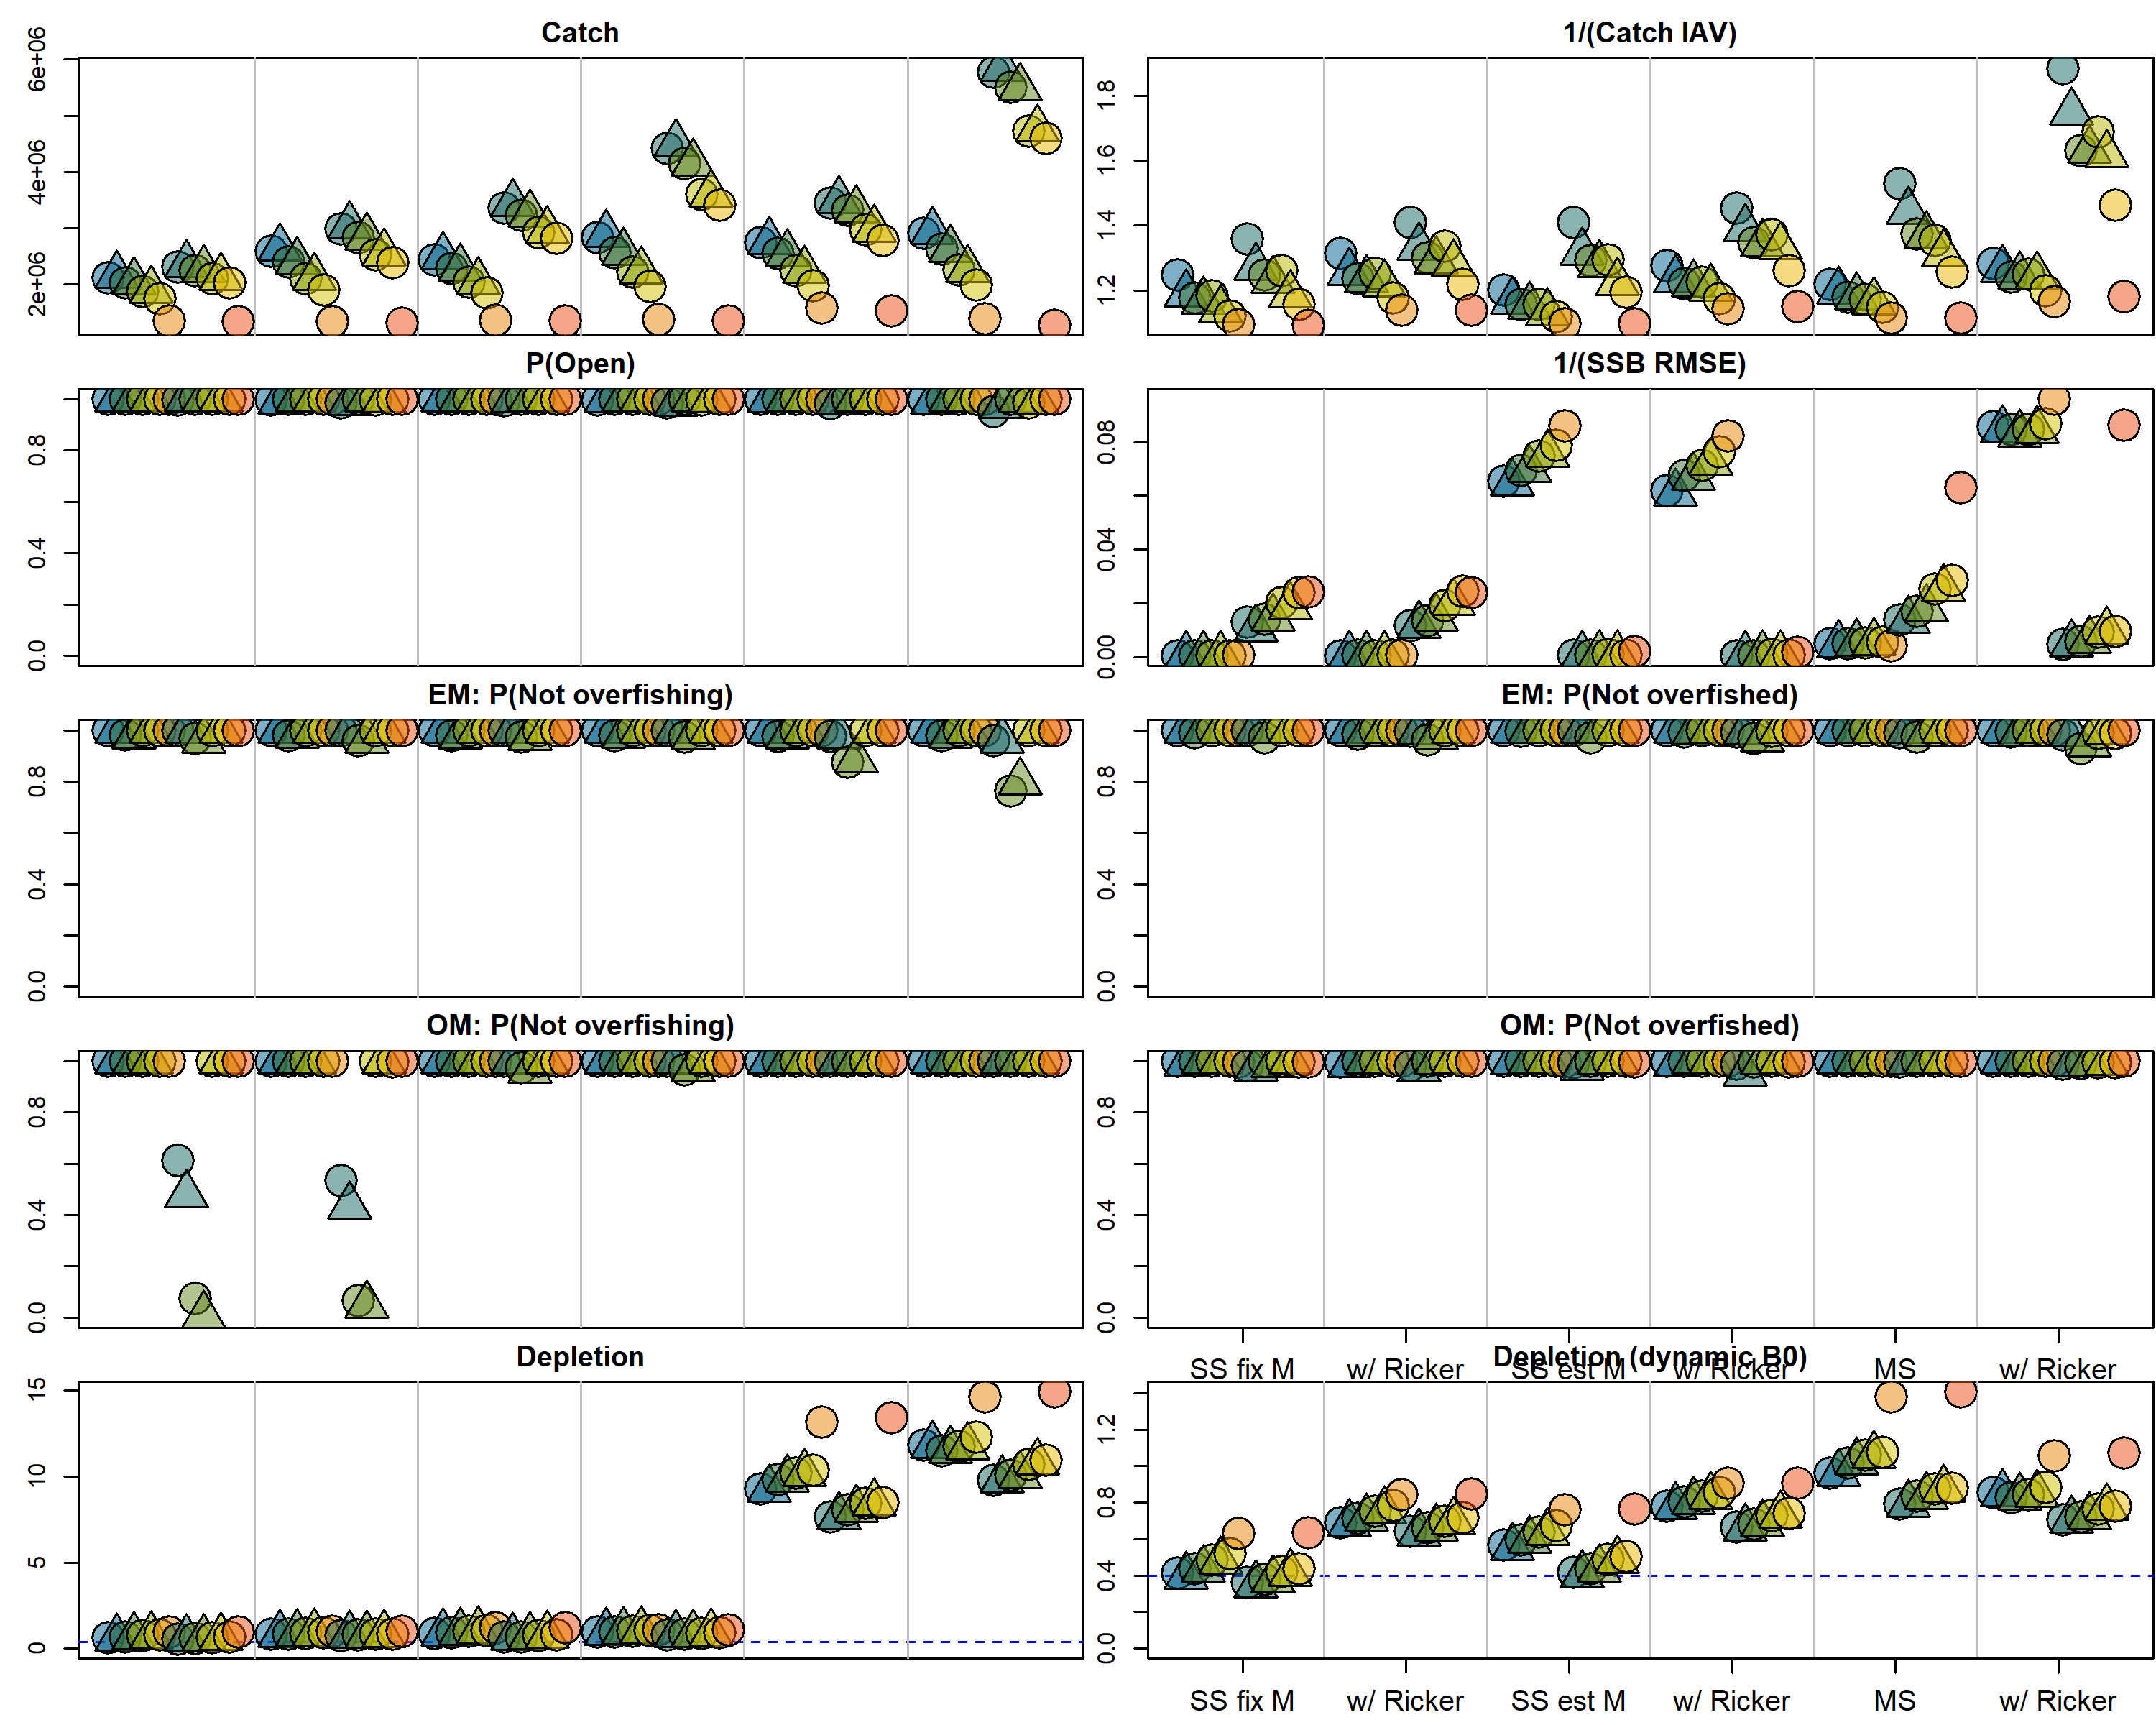 Catch
6e+06
4e+06
2e+06
1/(Catch IAV)
1.8
1.6
1.4
1.2
P(Open)
0.8
0.4
0.0
1/(SSB RMSE)
0.08
0.04
0.00
EM: P(Not overfishing)
0.8
0.4
0.0
EM: P(Not overfished)
0.8
0.4
0.0
OM: P(Not overfishing)
0.8
0.4
0.0
OM: P(Not overfished)
0.8
0.4
0.0
SS fix M w/ Ricker SS est M w/ Ricker MS w/ Ricker
Depletion
15
10
5
0
Depletion (dynamic B0)
1.2
0.8
0.4
0.0
SS fix M w/ Ricker SS est M w/ Ricker MS w/ Ricker